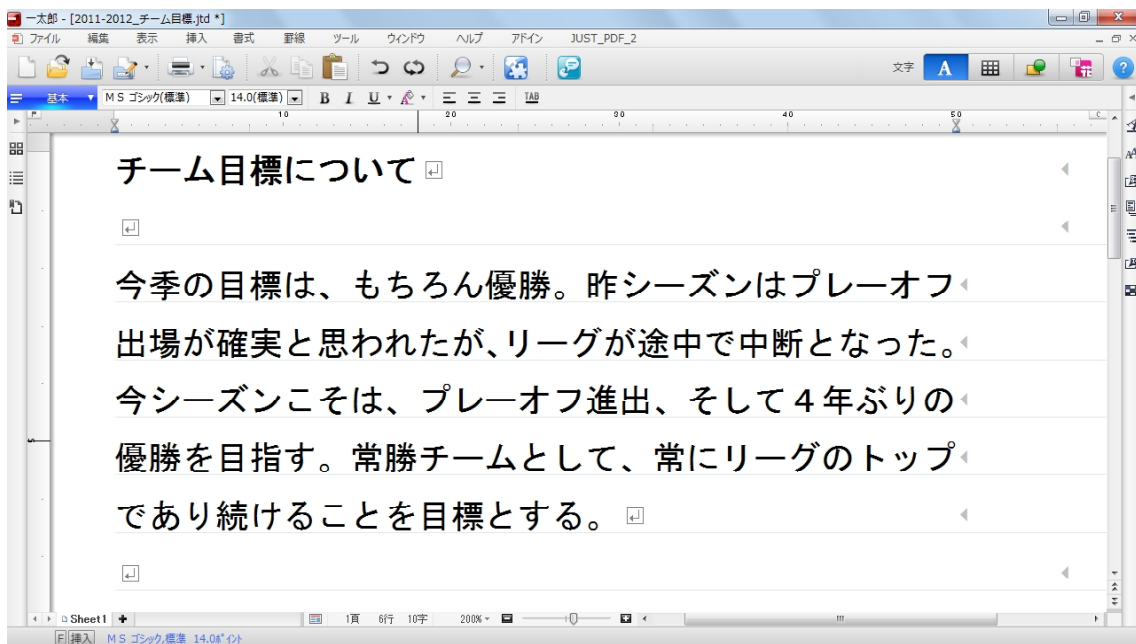 一太郎 - [2011-2012_チーム目標.jtd *]
ファイル 編集 表示 挿入 書式 罫線 ツール ウィンドウ ヘルプ アドイン JUST_PDF_2
文字 A
基本 ＭＳ ゴシック(標準) 14.0(標準) B I U TAB
10 20 30 40 50
チーム目標について
今季の目標は、もちろん優勝。昨シーズンはプレーオフ
出場が確実と思われたが、リーグが途中で中断となった。
今シーズンこそは、プレーオフ進出、そして４年ぶりの
優勝を目指す。常勝チームとして、常にリーグのトップ
であり続けることを目標とする。
Sheet1 1頁 6行 10字 200%
挿入 ＭＳ ゴシック,標準 14.0ﾎﾟｲﾝﾄ